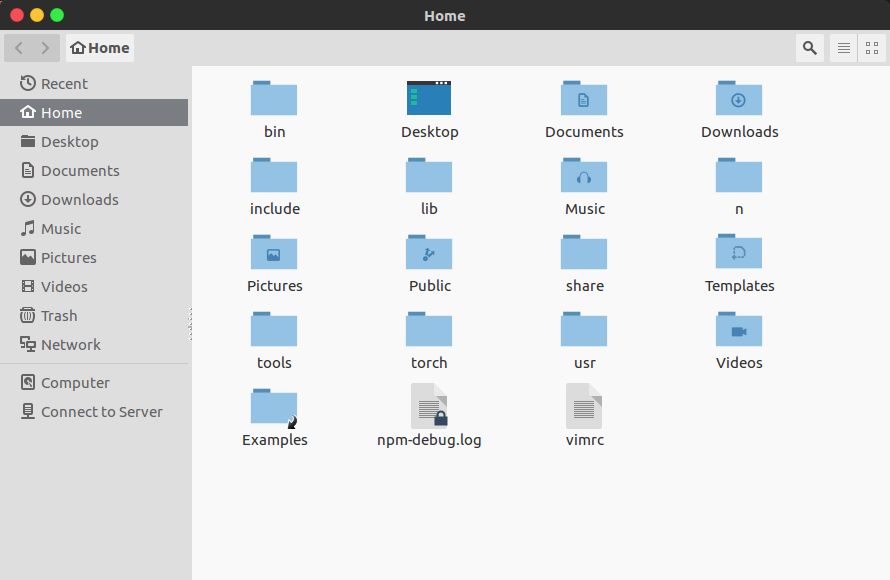 Home
Home
Recent
Home
Desktop
Documents
Downloads
Music
Pictures
Videos
Trash
Network
Computer
Connect to Server
bin
Desktop
Documents
Downloads
include
lib
Music
n
Pictures
Public
share
Templates
tools
torch
usr
Videos
Examples
npm-debug.log
vimrc